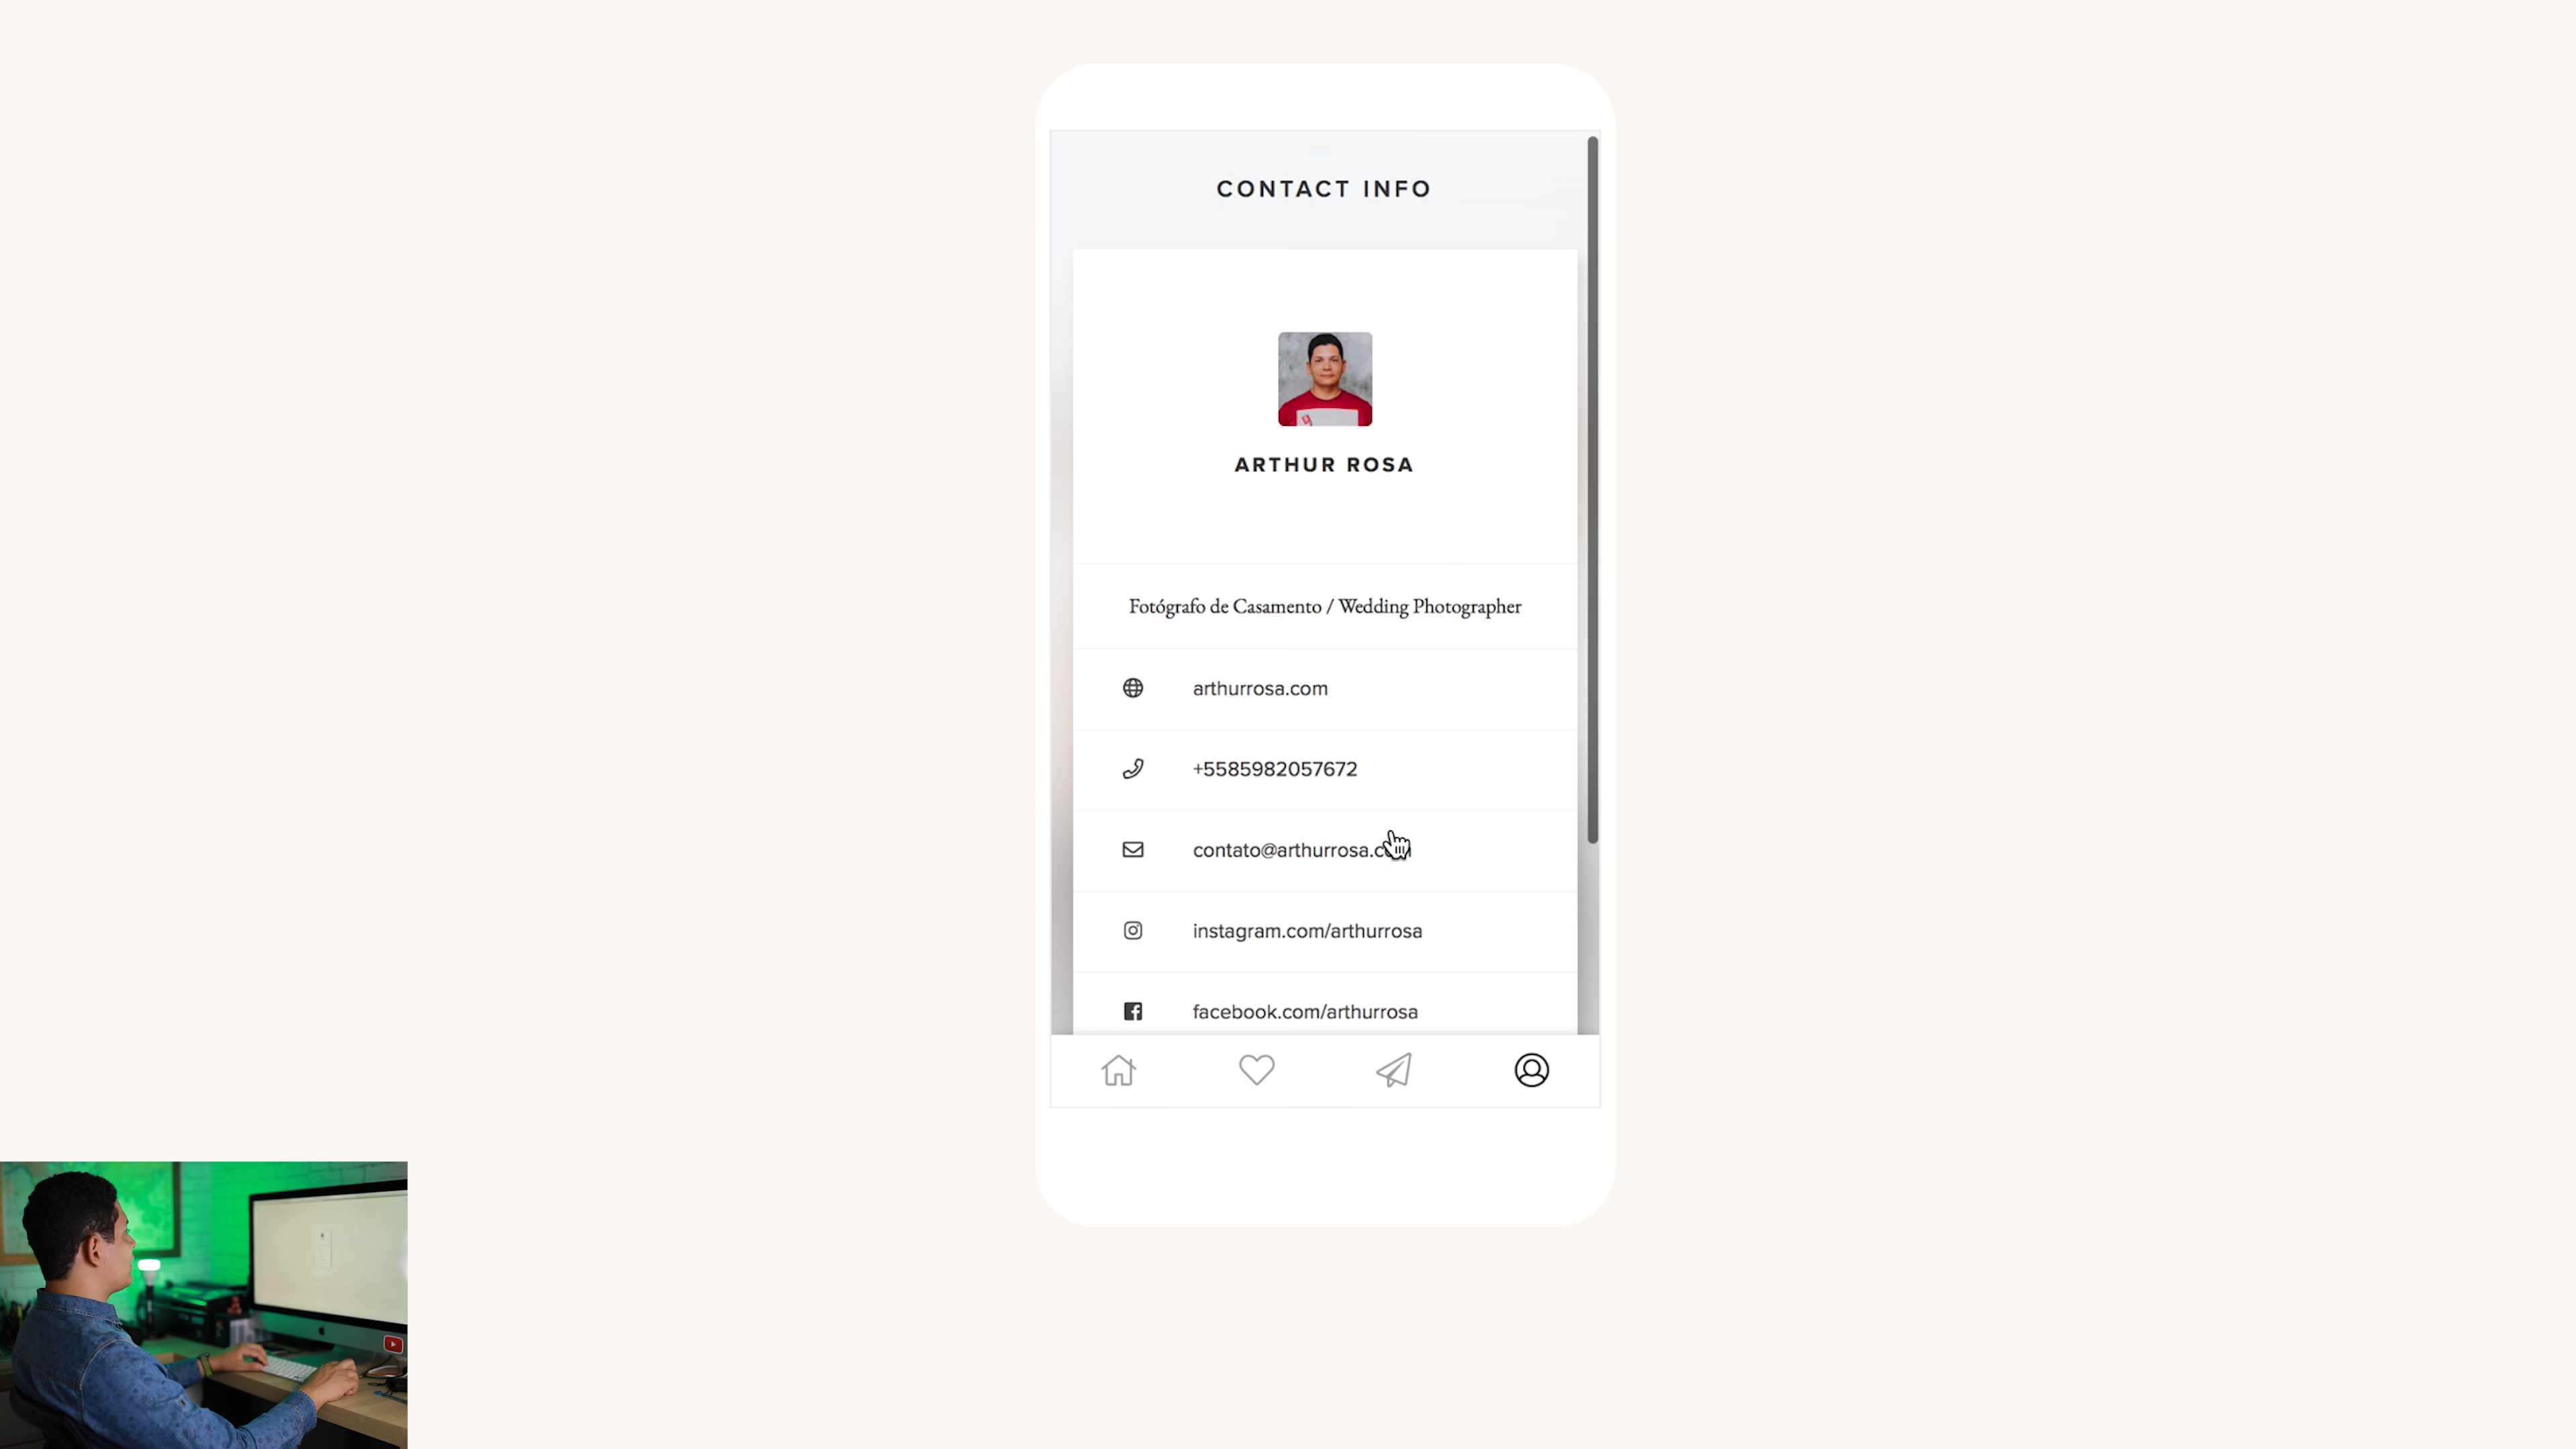 CONTACT INFO
ARTHUR ROSA
Fotógrafo de Casamento / Wedding Photographer
arthurrosa.com
+5585982057672
contato@arthurrosa.com
instagram.com/arthurrosa
facebook.com/arthurrosa